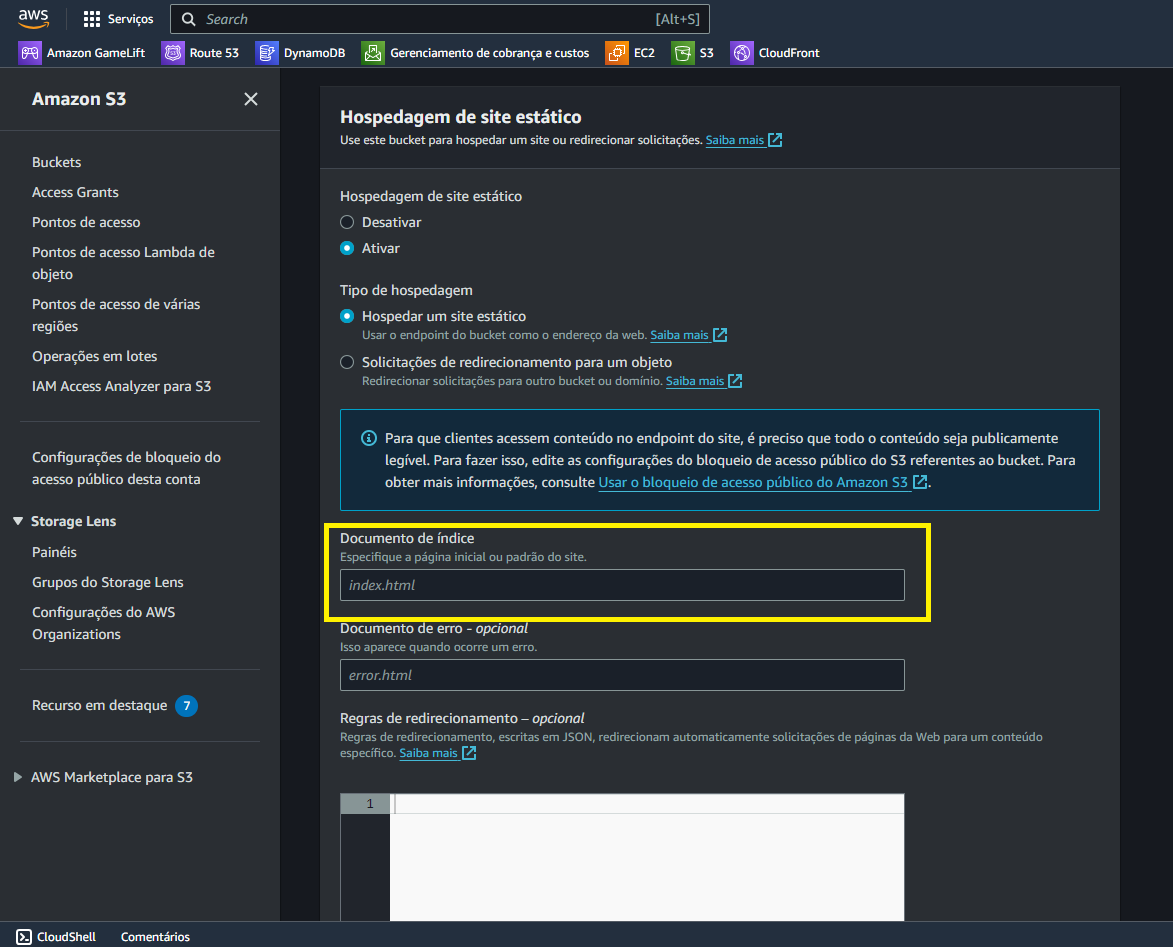 aws
Serviços
Search
[Alt+S]
Amazon GameLift
Route 53
DynamoDB
Gerenciamento de cobrança e custos
EC2
S3
CloudFront
Amazon S3
Buckets
Access Grants
Pontos de acesso
Pontos de acesso Lambda de
objeto
Pontos de acesso de várias
regiões
Operações em lotes
IAM Access Analyzer para S3
Configurações de bloqueio do
acesso público desta conta
Storage Lens
Painéis
Grupos do Storage Lens
Configurações do AWS
Organizations
Recurso em destaque 7
AWS Marketplace para S3
Hospedagem de site estático
Use este bucket para hospedar um site ou redirecionar solicitações. Saiba mais
Hospedagem de site estático
Desativar
Ativar
Tipo de hospedagem
Hospedar um site estático
Usar o endpoint do bucket como o endereço da web. Saiba mais
Solicitações de redirecionamento para um objeto
Redirecionar solicitações para outro bucket ou domínio. Saiba mais
Para que clientes acessem conteúdo no endpoint do site, é preciso que todo o conteúdo seja publicamente
legível. Para fazer isso, edite as configurações do bloqueio de acesso público do S3 referentes ao bucket. Para
obter mais informações, consulte Usar o bloqueio de acesso público do Amazon S3.
Documento de índice
Especifique a página inicial ou padrão do site.
index.html
Documento de erro - opcional
Isso aparece quando ocorre um erro.
error.html
Regras de redirecionamento – opcional
Regras de redirecionamento, escritas em JSON, redirecionam automaticamente solicitações de páginas da Web para um conteúdo
específico. Saiba mais
1
CloudShell
Comentários